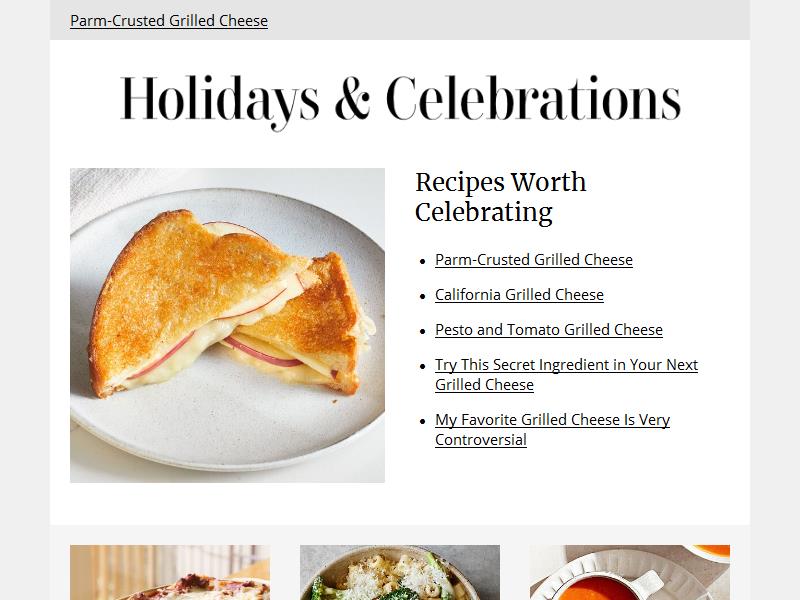 Parm-Crusted Grilled Cheese
Holidays & Celebrations
Recipes Worth
Celebrating
Parm-Crusted Grilled Cheese
California Grilled Cheese
Pesto and Tomato Grilled Cheese
Try This Secret Ingredient in Your Next
Grilled Cheese
My Favorite Grilled Cheese Is Very
Controversial